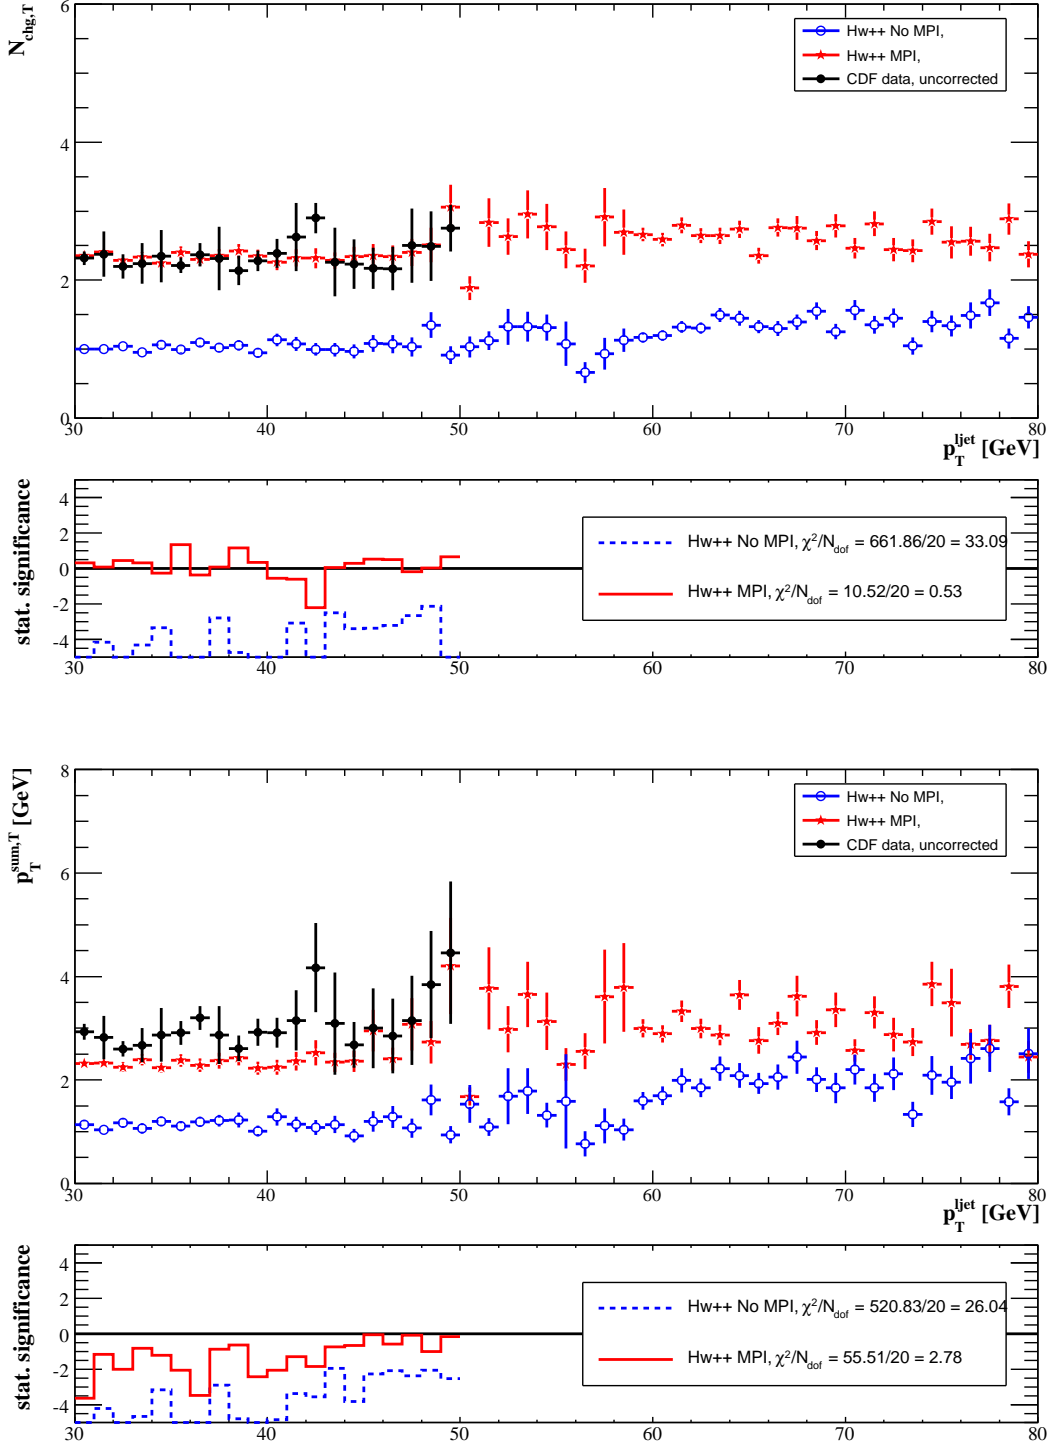 N_chg,T
6
4
2
0
Hw++ No MPI,
Hw++ MPI,
CDF data, uncorrected
30 40 50 60 70 80
p_T^ljet [GeV]
stat. significance
4
2
0
-2
-4
Hw++ No MPI, χ²/N_dof = 661.86/20 = 33.09
Hw++ MPI, χ²/N_dof = 10.52/20 = 0.53
30 40 50 60 70 80
p_T^sum,T [GeV]
8
6
4
2
0
Hw++ No MPI,
Hw++ MPI,
CDF data, uncorrected
30 40 50 60 70 80
p_T^ljet [GeV]
stat. significance
4
2
0
-2
-4
Hw++ No MPI, χ²/N_dof = 520.83/20 = 26.04
Hw++ MPI, χ²/N_dof = 55.51/20 = 2.78
30 40 50 60 70 80